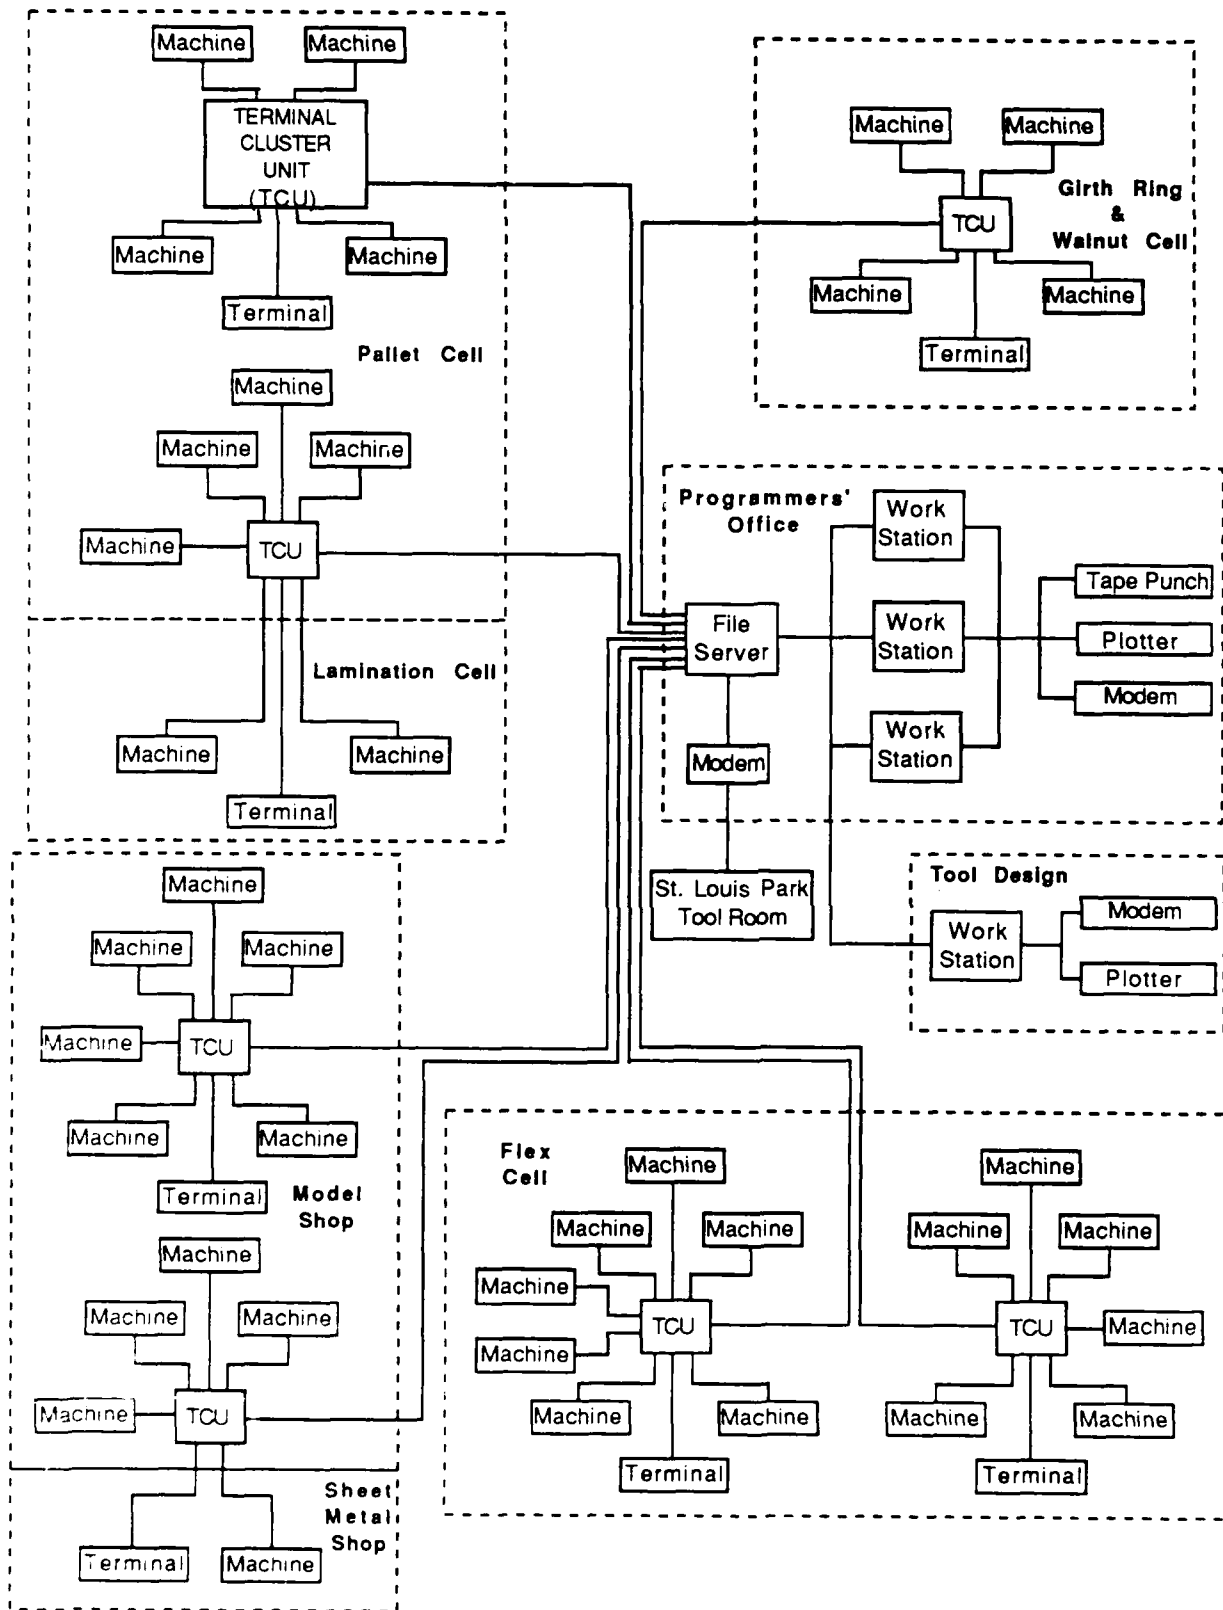 Machine
Machine
TERMINAL
CLUSTER
UNIT
(TCU)
Machine
Machine
Terminal
Pallet Cell
Machine
Machine
Machine
Machine
TCU
Lamination Cell
Machine
Machine
Terminal
Machine
Machine
TCU
Girth Ring
&
Walnut Cell
Machine
Machine
Terminal
Programmers'
Office
Work
Station
File
Server
Work
Station
Work
Station
Tape Punch
Plotter
Modem
Modem
St. Louis Park
Tool Room
Tool Design
Work
Station
Modem
Plotter
Machine
Machine
Machine
Machine
TCU
Machine
Machine
Terminal
Model
Shop
Machine
Machine
Machine
Machine
TCU
Sheet
Metal
Shop
Terminal
Machine
Flex
Cell
Machine
Machine
Machine
Machine
TCU
Machine
Machine
Machine
Terminal
Machine
Machine
Machine
TCU
Machine
Machine
Machine
Terminal